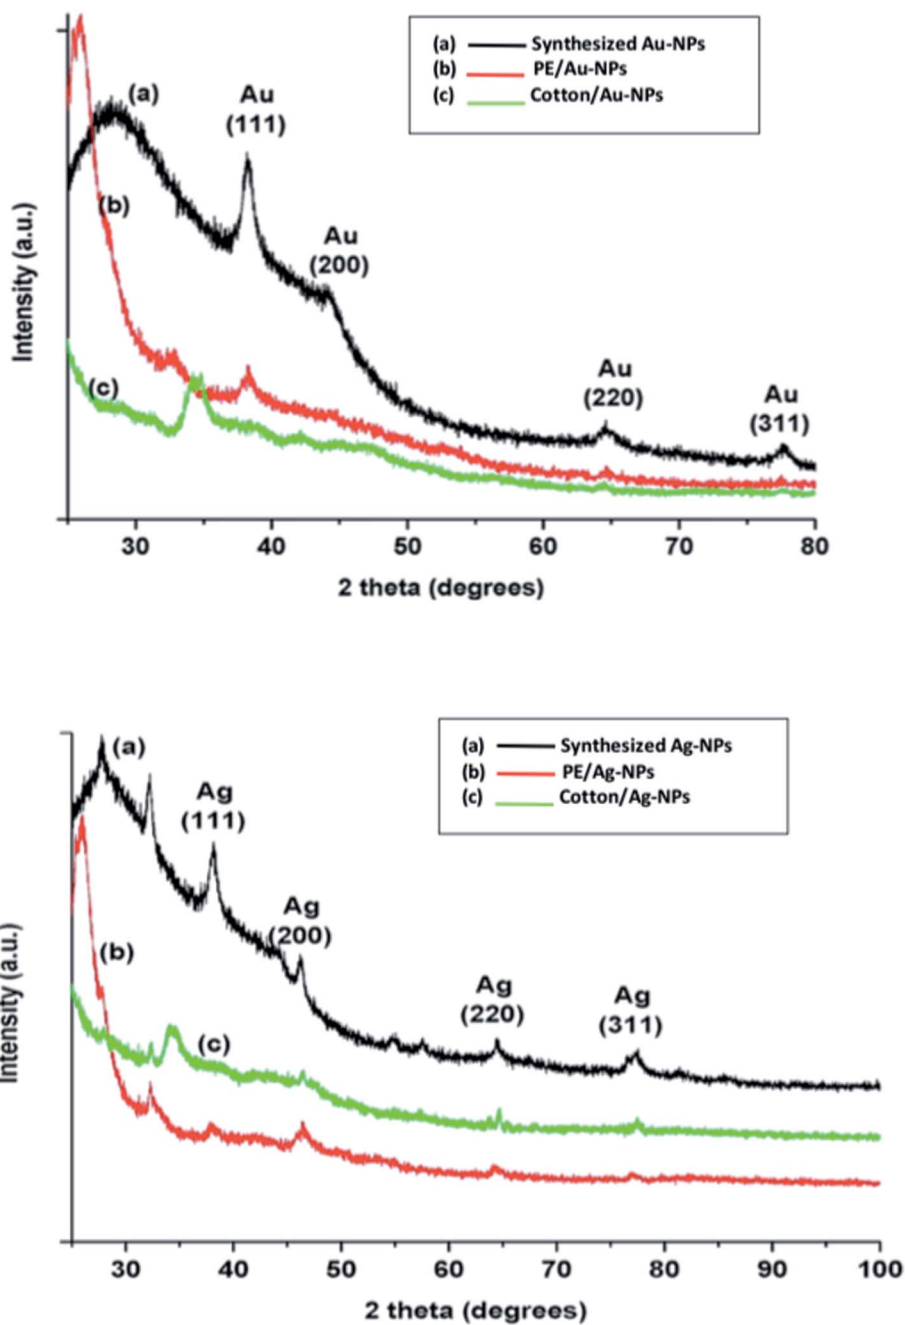 (a) Synthesized Au-NPs
(b) PE/Au-NPs
(c) Cotton/Au-NPs
(a)
Au
(111)
(b)
Au
(200)
(c)
Au
(220)
Au
(311)
Intensity (a.u.)
30 40 50 60 70 80
2 theta (degrees)
(a) Synthesized Ag-NPs
(b) PE/Ag-NPs
(c) Cotton/Ag-NPs
(a)
Ag
(111)
Ag
(200)
(b)
Ag
(220)
Ag
(311)
(c)
Intensity (a.u.)
30 40 50 60 70 80 90 100
2 theta (degrees)